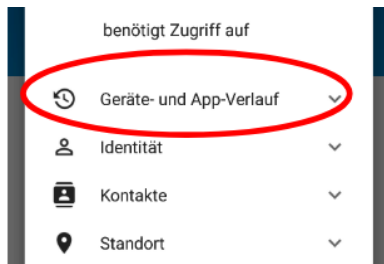 benötigt Zugriff auf
Geräte- und App-Verlauf
Identität
Kontakte
Standort